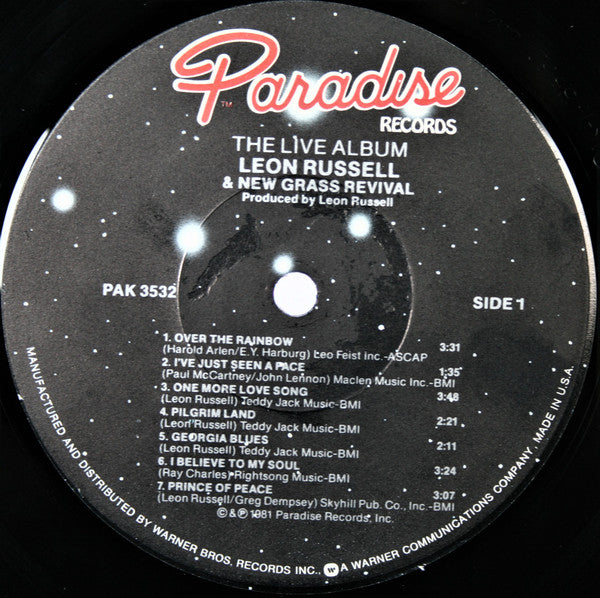 Paradise
TM
RECORDS
THE LIVE ALBUM
LEON RUSSELL
& NEW GRASS REVIVAL
Produced by Leon Russell
PAK 3532
SIDE 1
1. OVER THE RAINBOW
(Harold Arlen/E.Y. Harburg) Leo Feist Inc.-ASCAP 3:31
2. I'VE JUST SEEN A FACE
(Paul McCartney/John Lennon) Maclen Music Inc.-BMI 1:35
3. ONE MORE LOVE SONG
(Leon Russell) Teddy Jack Music-BMI 3:48
4. PILGRIM LAND
(Leon Russell) Teddy Jack Music-BMI 2:21
5. GEORGIA BLUES
(Leon Russell) Teddy Jack Music-BMI 2:11
6. I BELIEVE TO MY SOUL
(Ray Charles) Rightsong Music-BMI 3:24
7. PRINCE OF PEACE
(Leon Russell/Greg Dempsey) Skyhill Pub. Co., Inc.-BMI 3:07
©&℗ 1981 Paradise Records, Inc.
MANUFACTURED AND DISTRIBUTED BY WARNER BROS. RECORDS INC., A WARNER COMMUNICATIONS COMPANY. MADE IN U.S.A.